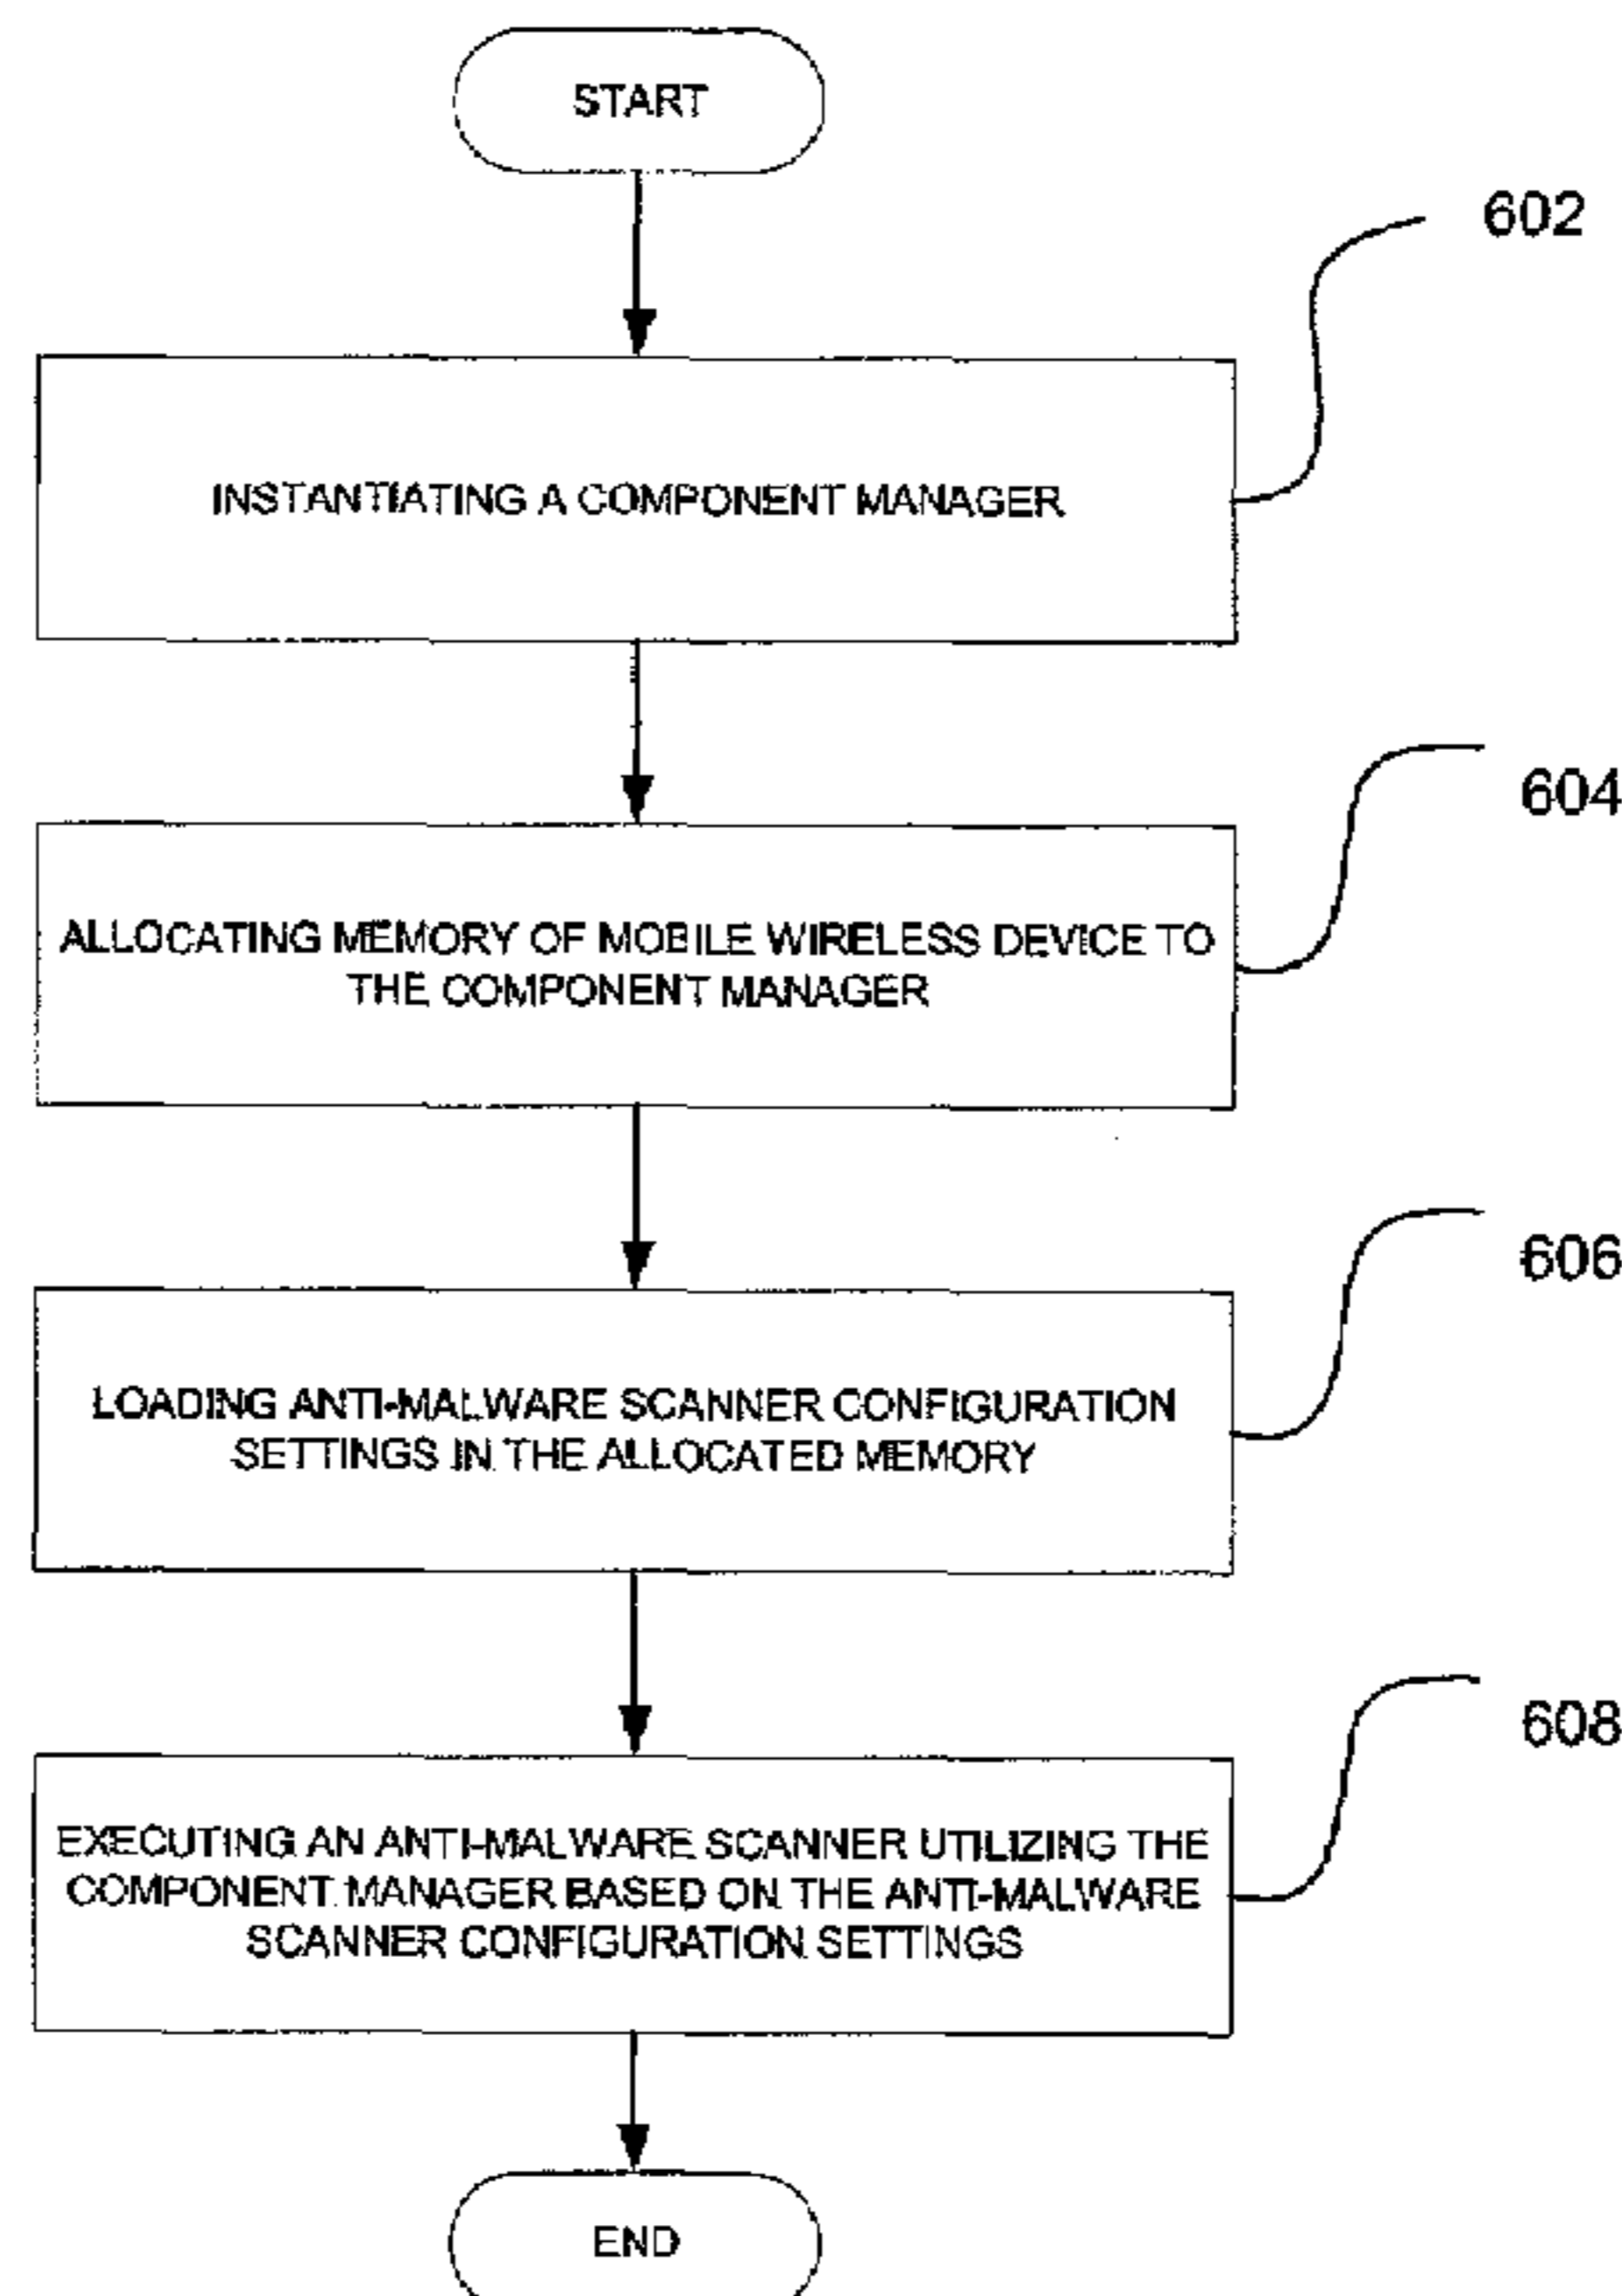 START
602
INSTANTIATING A COMPONENT MANAGER
604
ALLOCATING MEMORY OF MOBILE WIRELESS DEVICE TO
THE COMPONENT MANAGER
606
LOADING ANTI-MALWARE SCANNER CONFIGURATION
SETTINGS IN THE ALLOCATED MEMORY
608
EXECUTING AN ANTI-MALWARE SCANNER UTILIZING THE
COMPONENT MANAGER BASED ON THE ANTI-MALWARE
SCANNER CONFIGURATION SETTINGS
END